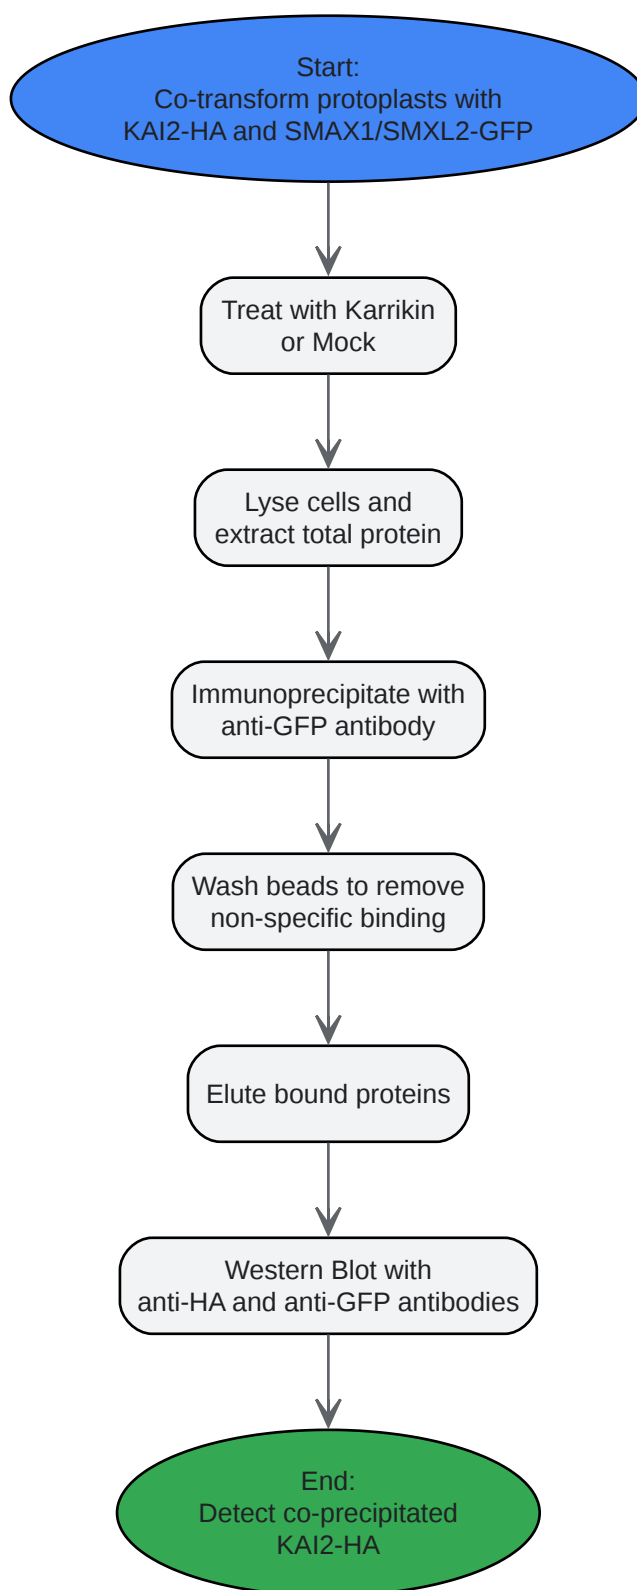 Start:
Co-transform protoplasts with
KAI2-HA and SMAX1/SMXL2-GFP
Treat with Karrikin
or Mock
Lyse cells and
extract total protein
Immunoprecipitate with
anti-GFP antibody
Wash beads to remove
non-specific binding
Elute bound proteins
Western Blot with
anti-HA and anti-GFP antibodies
End:
Detect co-precipitated
KAI2-HA